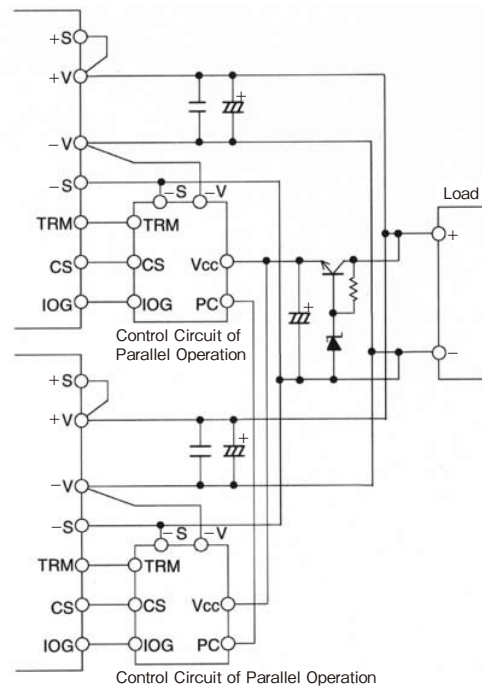 +S
+V
+
−V
Load
−S
−S
−V
TRM
TRM
+
CS
CS
Vcc
+
IOG
IOG
PC
Control Circuit of
Parallel Operation
−
+S
+V
+
−V
−S
−S
−V
TRM
TRM
CS
CS
Vcc
IOG
IOG
PC
Control Circuit of Parallel Operation